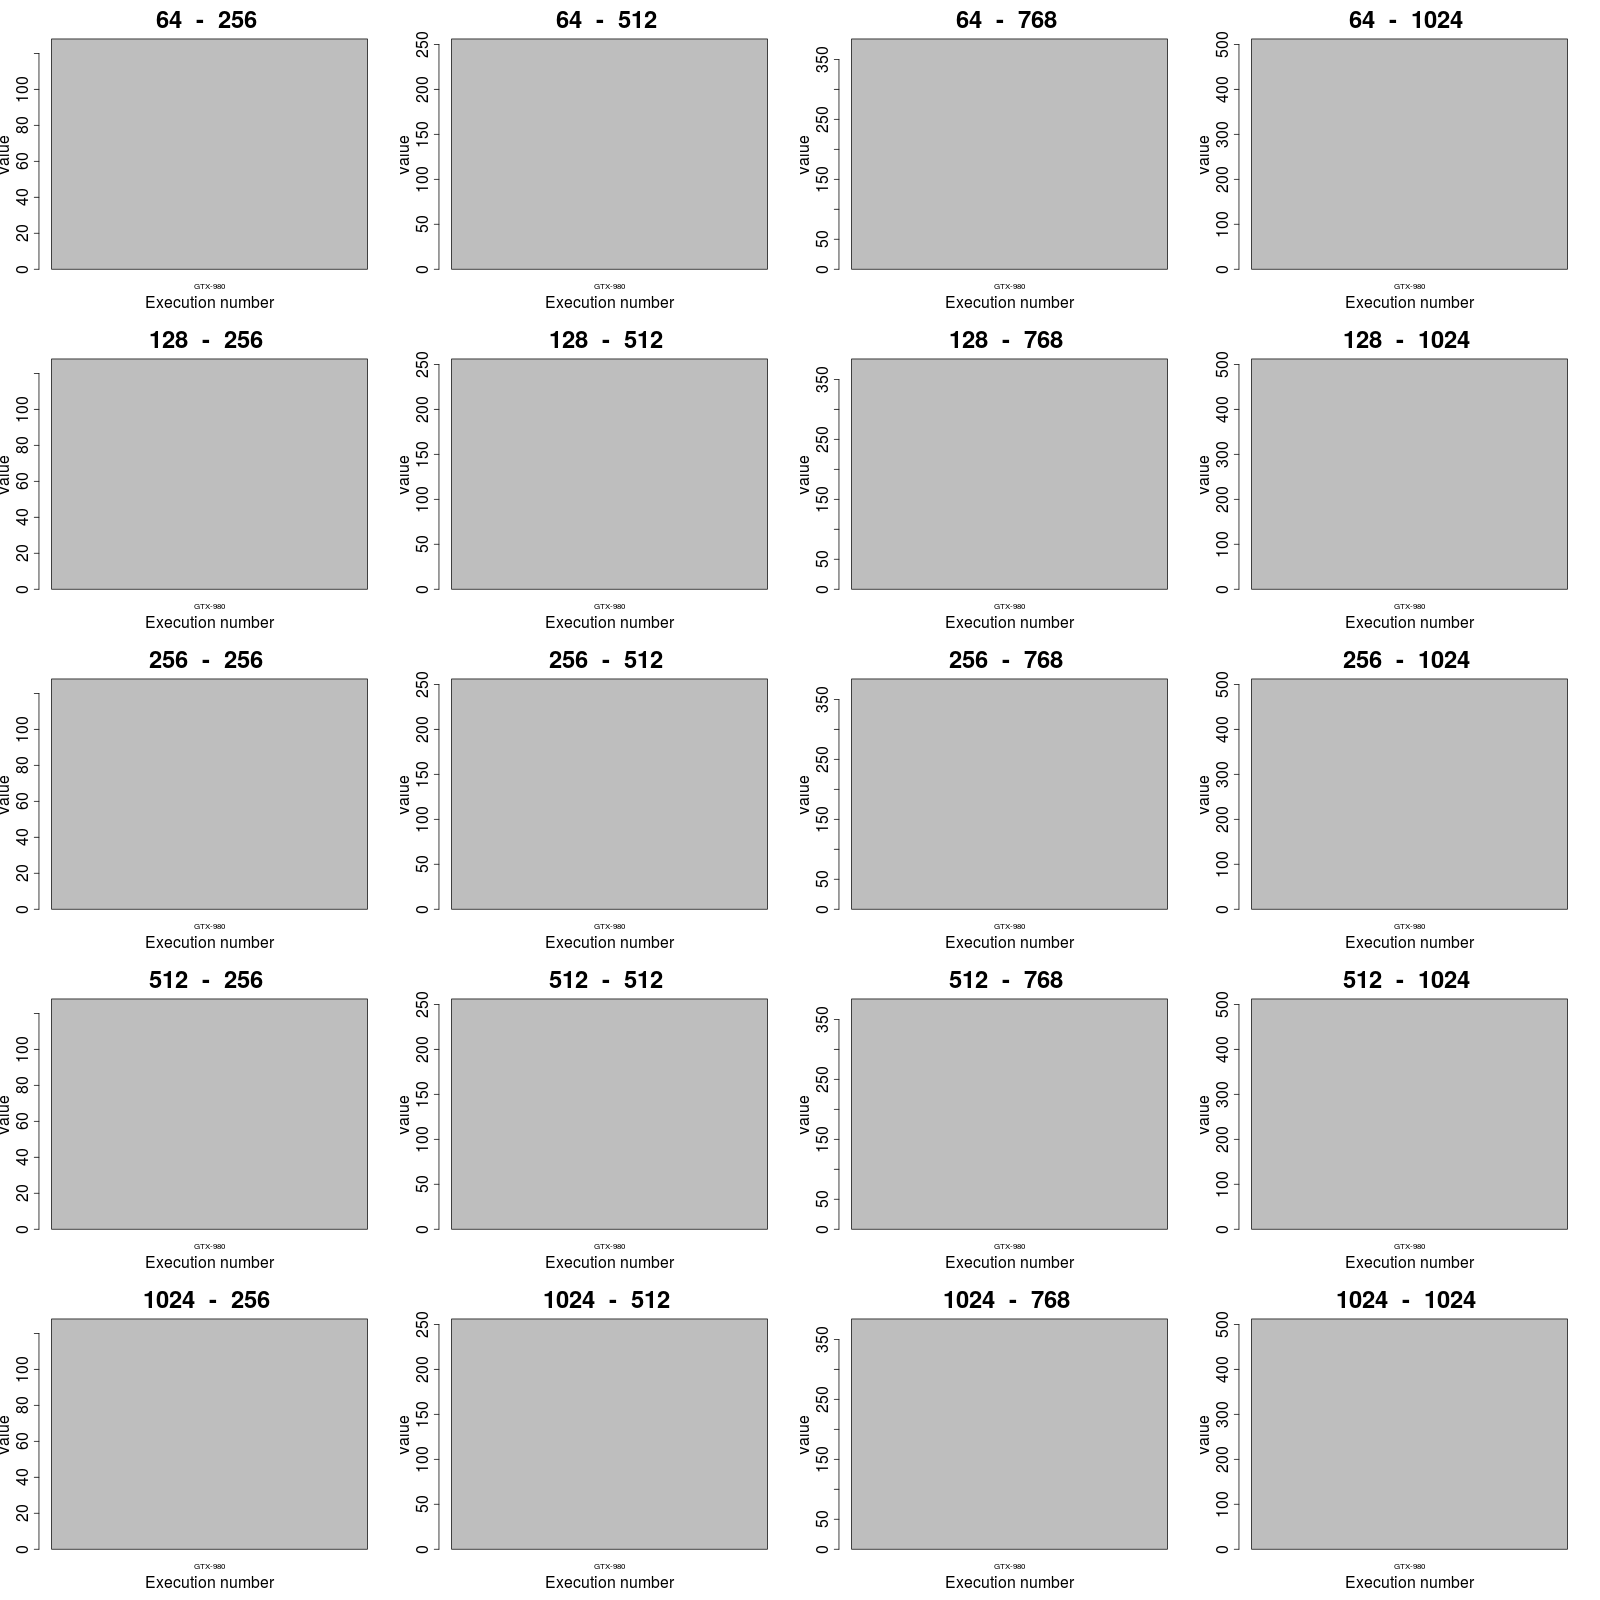 64 - 256
64 - 512
64 - 768
64 - 1024
value
0 20 40 60 80 100
value
0 50 100 150 200 250
value
0 50 150 250 350
value
0 100 200 300 400 500
GTX-980
GTX-980
GTX-980
GTX-980
Execution number
Execution number
Execution number
Execution number
128 - 256
128 - 512
128 - 768
128 - 1024
value
0 20 40 60 80 100
value
0 50 100 150 200 250
value
0 50 150 250 350
value
0 100 200 300 400 500
GTX-980
GTX-980
GTX-980
GTX-980
Execution number
Execution number
Execution number
Execution number
256 - 256
256 - 512
256 - 768
256 - 1024
value
0 20 40 60 80 100
value
0 50 100 150 200 250
value
0 50 150 250 350
value
0 100 200 300 400 500
GTX-980
GTX-980
GTX-980
GTX-980
Execution number
Execution number
Execution number
Execution number
512 - 256
512 - 512
512 - 768
512 - 1024
value
0 20 40 60 80 100
value
0 50 100 150 200 250
value
0 50 150 250 350
value
0 100 200 300 400 500
GTX-980
GTX-980
GTX-980
GTX-980
Execution number
Execution number
Execution number
Execution number
1024 - 256
1024 - 512
1024 - 768
1024 - 1024
value
0 20 40 60 80 100
value
0 50 100 150 200 250
value
0 50 150 250 350
value
0 100 200 300 400 500
GTX-980
GTX-980
GTX-980
GTX-980
Execution number
Execution number
Execution number
Execution number